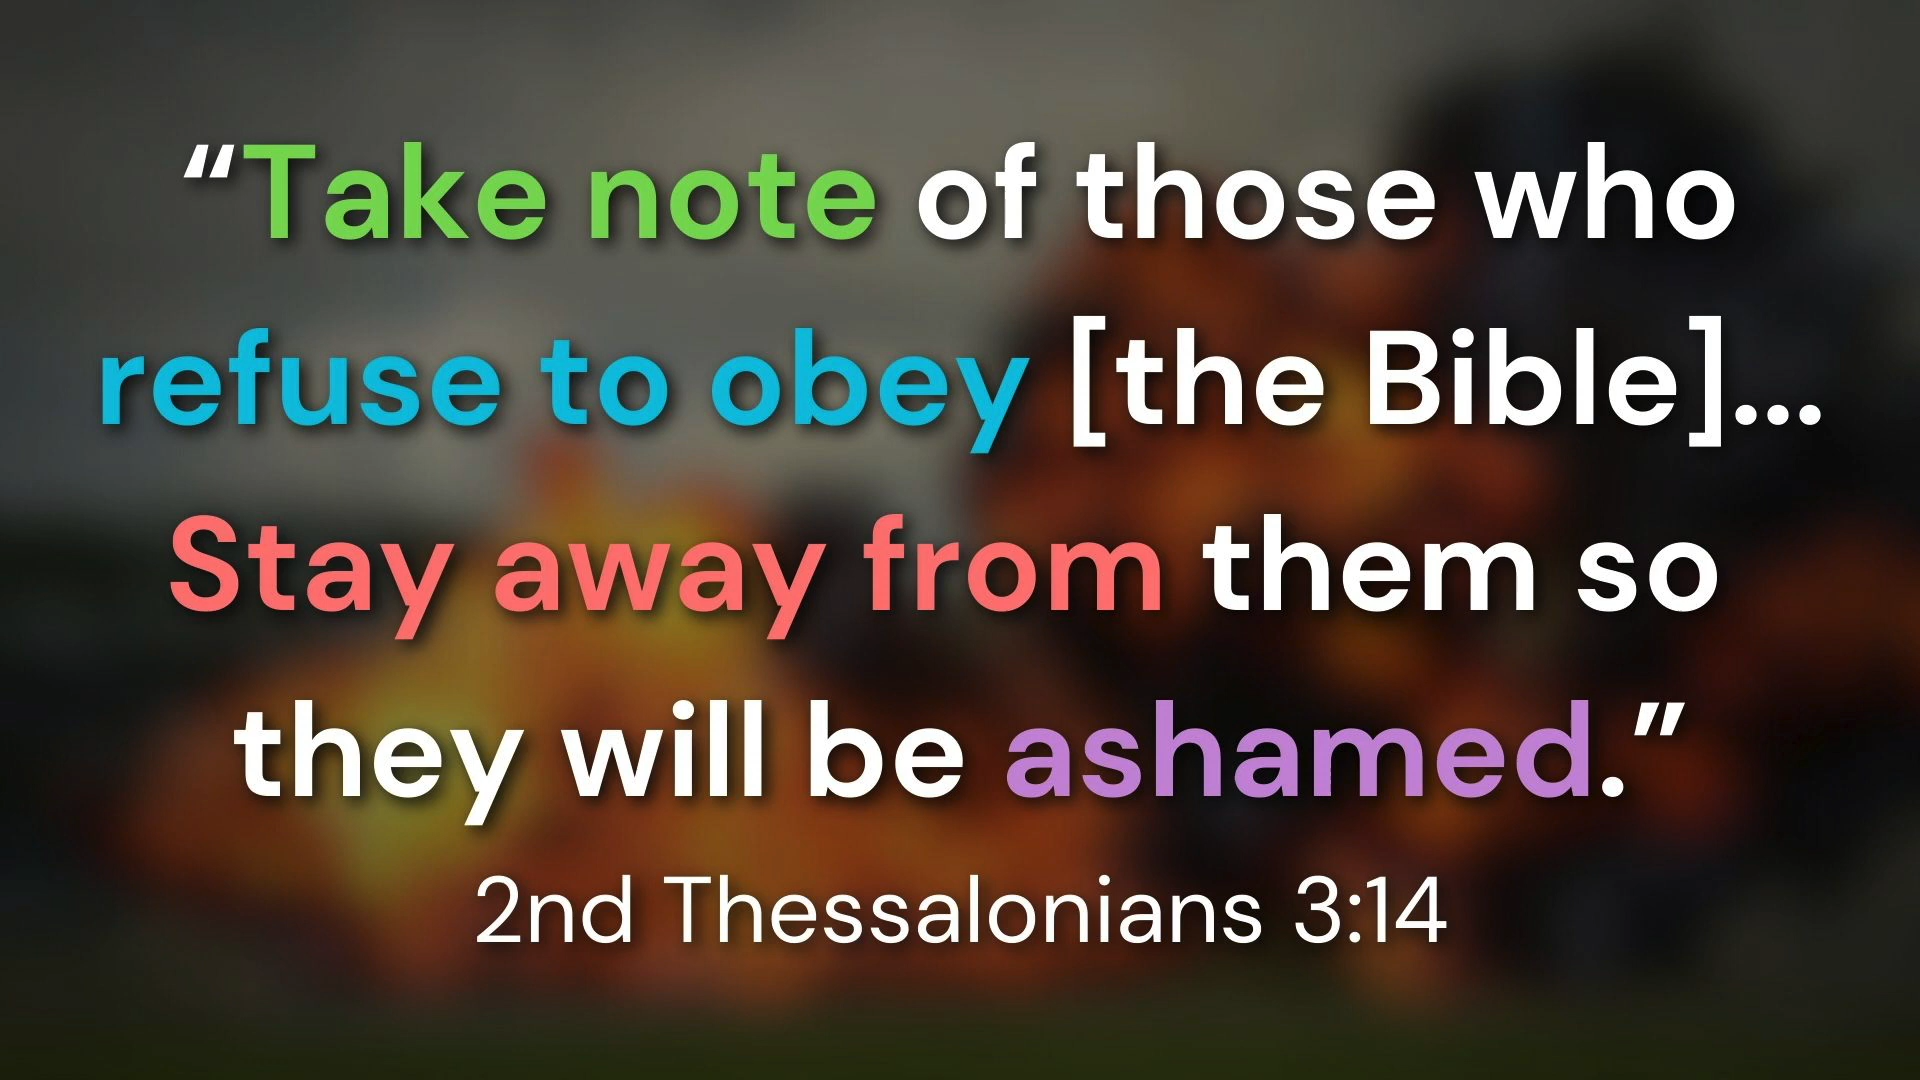 “Take note of those who
refuse to obey [the Bible]...
Stay away from them so
they will be ashamed.”
2nd Thessalonians 3:14